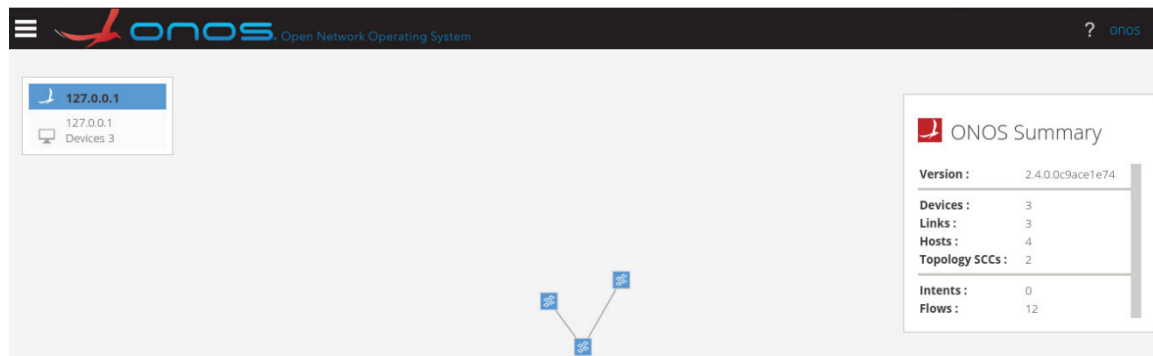 onos Open Network Operating System
? onos
127.0.0.1
127.0.0.1
Devices 3
ONOS Summary
Version : 2.4.0.0c9ace1e74
Devices : 3
Links : 3
Hosts : 4
Topology SCCs : 2
Intents : 0
Flows : 12